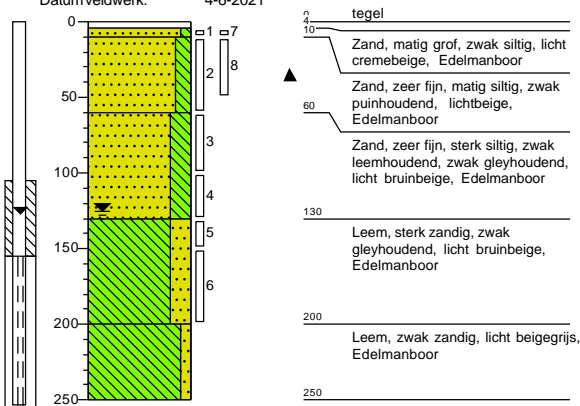 Datum veldwerk: 4-6-2021
0
50
100
150
200
250
1
7
2
8
3
4
5
6
0
4
10
60
130
200
250
tegel
Zand, matig grof, zwak siltig, licht
cremebeige, Edelmanboor
Zand, zeer fijn, matig siltig, zwak
puinhoudend, lichtbeige,
Edelmanboor
Zand, zeer fijn, sterk siltig, zwak
leemhoudend, zwak gleyhoudend,
licht bruinbeige, Edelmanboor
Leem, sterk zandig, zwak
gleyhoudend, licht bruinbeige,
Edelmanboor
Leem, zwak zandig, licht beigegrijs,
Edelmanboor